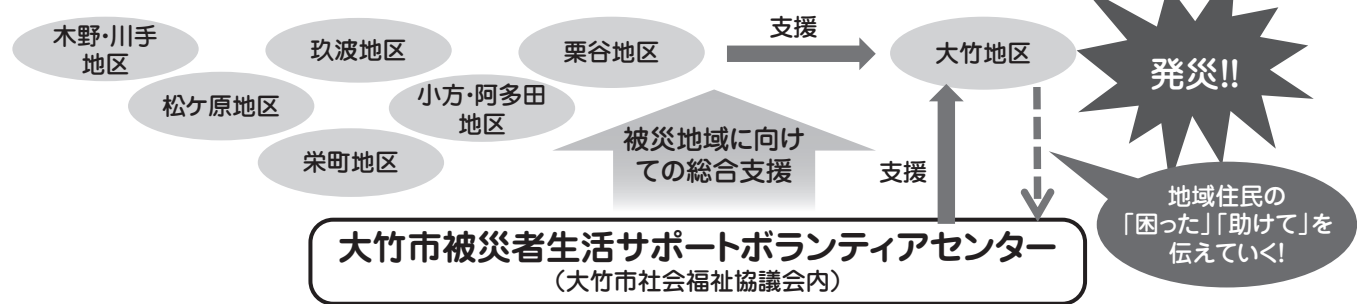 木野・川手
地区
玖波地区
栗谷地区
支援
大竹地区
発災!!
松ケ原地区
小方・阿多田
地区
栄町地区
被災地域に向け
ての総合支援
支援
地域住民の
「困った」「助けて」を
伝えていく!
大竹市被災者生活サポートボランティアセンター
(大竹市社会福祉協議会内)